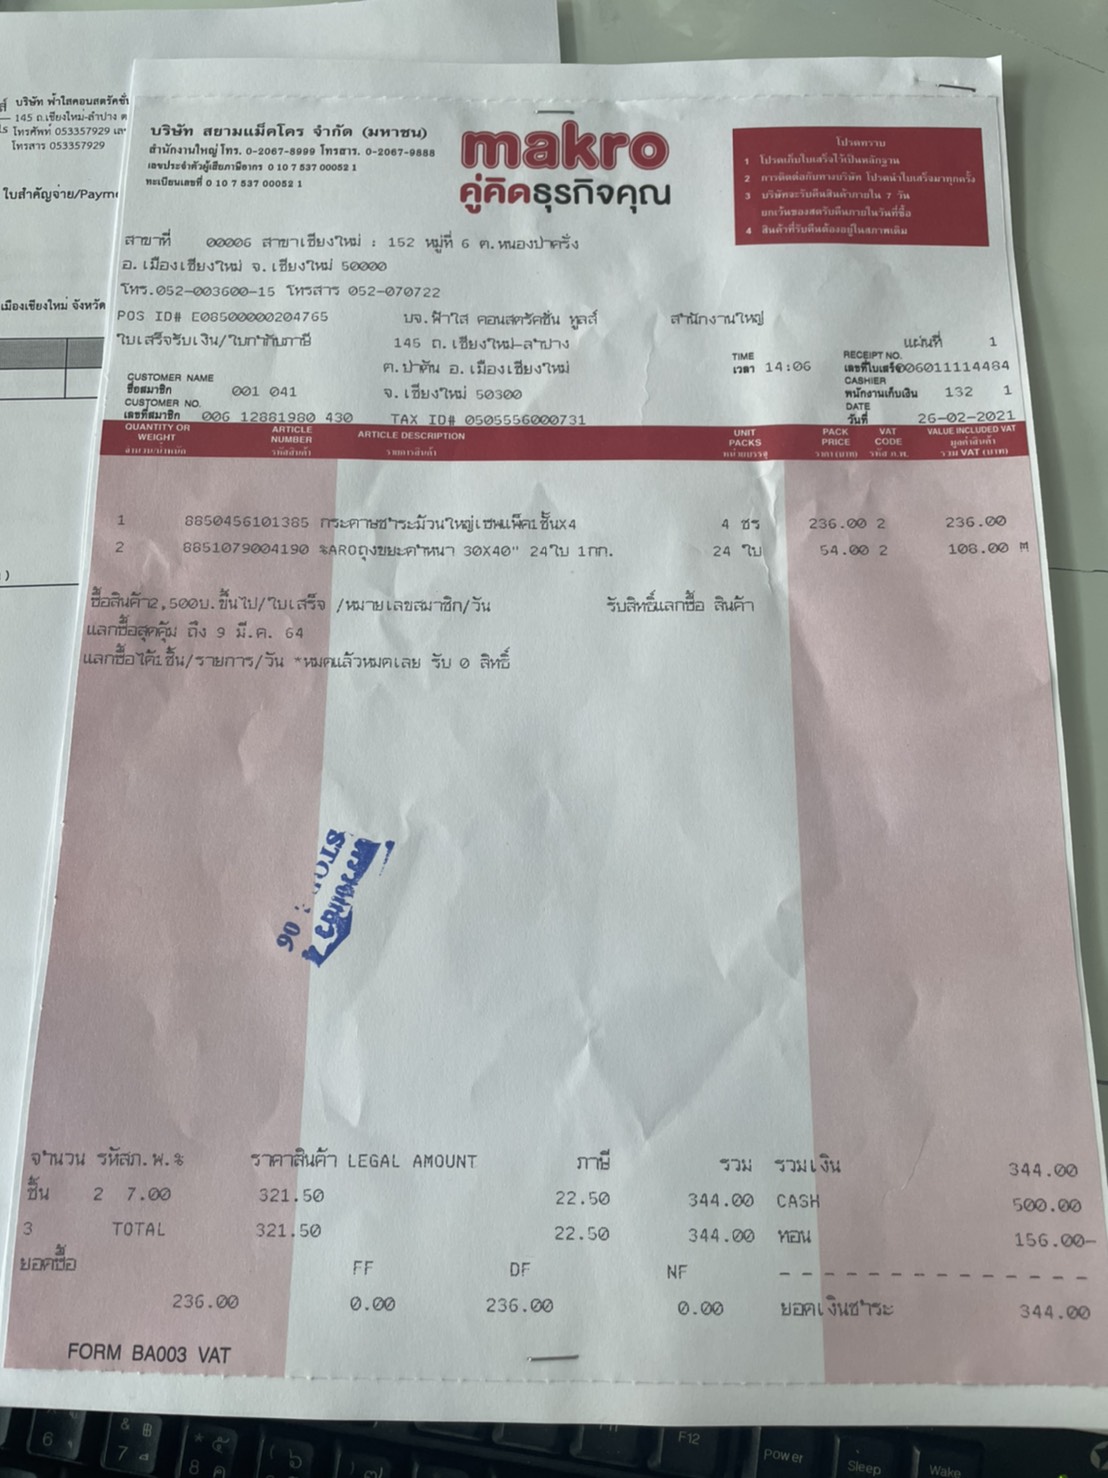 บริษัท ฟ้าใสคอนสตรัคชั่น
145 ถ.เชียงใหม่-ลำปาง ต
โทรศัพท์ 053357929
โทรสาร 053357929
ใบสำคัญจ่าย/Payme
เมืองเชียงใหม่ จังหวัด
บริษัท สยามแม็คโคร จำกัด (มหาชน)
สำนักงานใหญ่ โทร. 0-2067-8999 โทรสาร. 0-2067-9888
เลขประจำตัวผู้เสียภาษีอากร 0 10 7 537 00052 1
ทะเบียนเลขที่ 0 10 7 537 00052 1
makro
คู่คิดธุรกิจคุณ
โปรดทราบ
1 โปรดเก็บใบเสร็จไว้เป็นหลักฐาน
2 การติดต่อกับทางบริษัท โปรดนำใบเสร็จมาทุกครั้ง
3 บริษัทจะรับคืนสินค้าภายใน 7 วัน
ยกเว้นของสดรับคืนภายในวันที่ซื้อ
4 สินค้าที่รับคืนต้องอยู่ในสภาพเดิม
สาขาที่ 00006 สาขาเชียงใหม่ : 152 หมู่ที่ 6 ต.หนองป่าครั่ง
อ.เมืองเชียงใหม่ จ.เชียงใหม่ 50000
โทร.052-003600-15 โทรสาร 052-070722
POS ID# E08500000204765 บจ.ฟ้าใส คอนสตรัคชั่น ทูลส์ สำนักงานใหญ่
ใบเสร็จรับเงิน/ใบกำกับภาษี 145 ถ.เชียงใหม่-ลำปาง แผ่นที่ 1
ต.ป่าตัน อ.เมืองเชียงใหม่ TIME เวลา 14:06 RECEIPT NO. เลขที่ใบเสร็จ 006011114484
CUSTOMER NAME ชื่อสมาชิก 001 041 จ.เชียงใหม่ 50300 CASHIER พนักงานเก็บเงิน 132 1
CUSTOMER NO. เลขที่สมาชิก 006 12881980 430 TAX ID# 0505556000731 DATE วันที่ 26-02-2021
QUANTITY OR WEIGHT ARTICLE NUMBER ARTICLE DESCRIPTION UNIT PACKS PACK PRICE VAT CODE VALUE INCLUDED VAT
จำนวน/น้ำหนัก รหัสสินค้า รายการสินค้า หน่วยบรรจุ ราคา (บาท) รหัส ภ.พ. มูลค่าสินค้า รวม VAT (บาท)
1 8850456101385 กระดาษชำระม้วนใหญ่เซพแพ็ค1ชั้นX4 4 ชร 236.00 2 236.00
2 8851079004190 %AROถุงขยะดำหนา 30X40" 24ใบ 1กก. 24 ใบ 54.00 2 108.00 M
ซื้อสินค้า2,500บ.ขึ้นไป/ใบเสร็จ /หมายเลขสมาชิก/วัน รับสิทธิ์แลกซื้อ สินค้า
แลกซื้อสุดคุ้ม ถึง 9 มี.ค. 64
แลกซื้อได้1ชิ้น/รายการ/วัน *หมดแล้วหมดเลย รับ 0 สิทธิ์
ตรวจแล้ว
06
จำนวน รหัสภ.พ.% ราคาสินค้า LEGAL AMOUNT ภาษี รวม รวมเงิน 344.00
ชิ้น 2 7.00 321.50 22.50 344.00 CASH 500.00
3 TOTAL 321.50 22.50 344.00 ทอน 156.00-
ยอดซื้อ FF DF NF
236.00 0.00 236.00 0.00 ยอดเงินชำระ 344.00
FORM BA003 VAT
F12
Power
Sleep
Wake